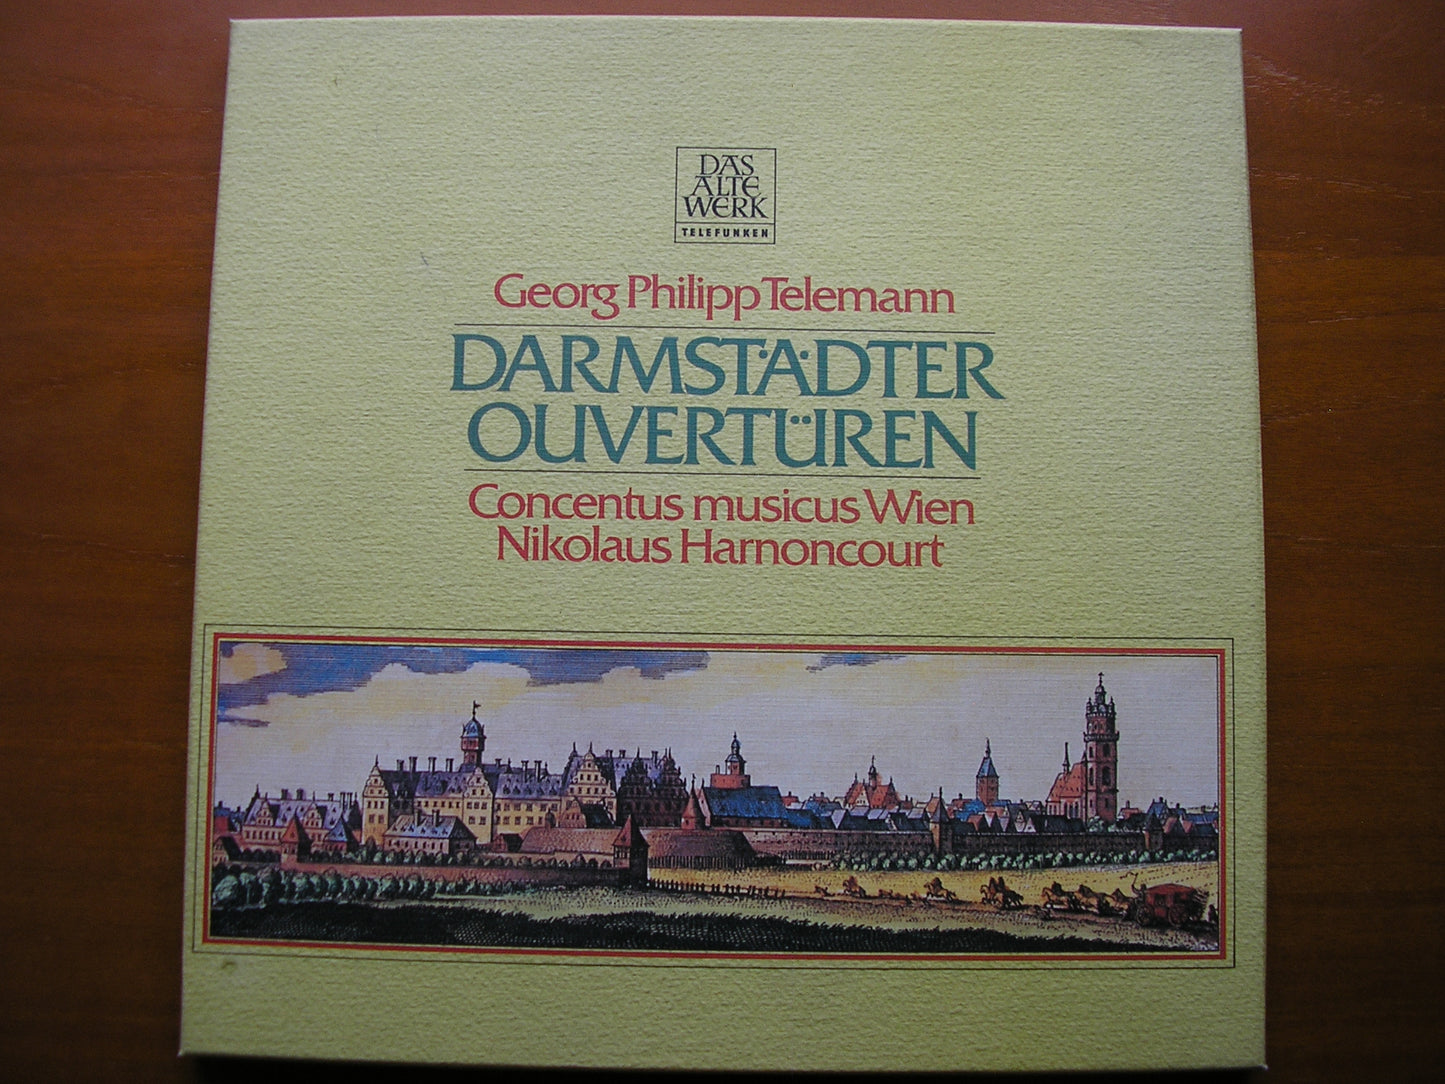 DAS
ALTE
WERK
TELEFUNKEN
Georg Philipp Telemann
DARMSTÄDTER
OUVERTÜREN
Concentus musicus Wien
Nikolaus Harnoncourt